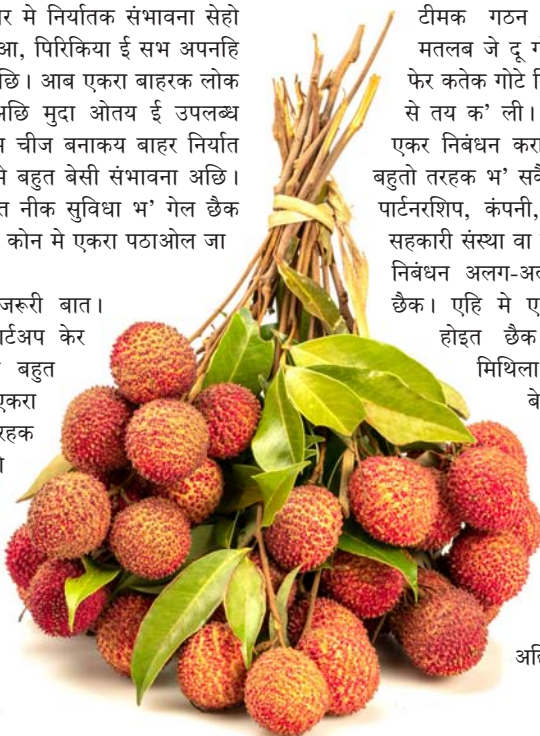 र मे निर्यातक संभावना सेहो
आ, पिरिकिया ई सभ अपनहि
छि। आब एकरा बाहरक लोक
अछि मुदा ओतय ई उपलब्ध
चीज बनाकय बाहर निर्यात
मे बहुत बेसी संभावना अछि।
त नीक सुविधा भ’ गेल छैक
कोन मे एकरा पठाओल जा
जरूरी बात।
र्टअप केर
बहुत
एकरा
रहक
टीमक गठन
मतलब जे दू गो
फेर कतेक गोटे
से तय क’ ली।
एकर निबंधन करा
बहुतो तरहक भ’ सकै
पार्टनरशिप, कंपनी,
सहकारी संस्था वा
निबंधन अलग-अल
छैक। एहि मे ए
होइत छैक
मिथिला
बे
अछि